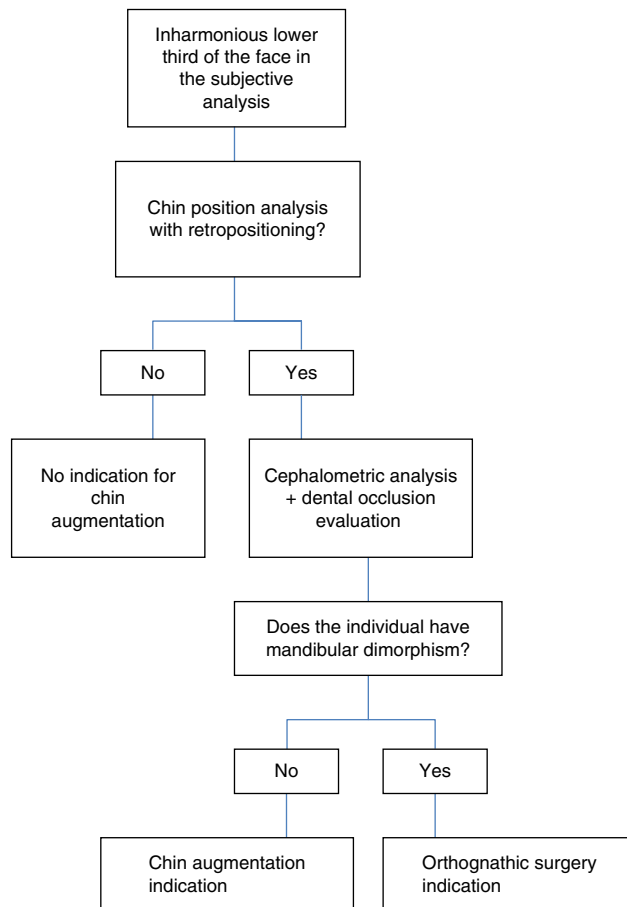 Inharmonious lower
third of the face in
the subjective
analysis
Chin position analysis
with retropositioning?
No
Yes
No indication for
chin
augmentation
Cephalometric analysis
+ dental occlusion
evaluation
Does the individual have
mandibular dimorphism?
No
Yes
Chin augmentation
indication
Orthognathic surgery
indication